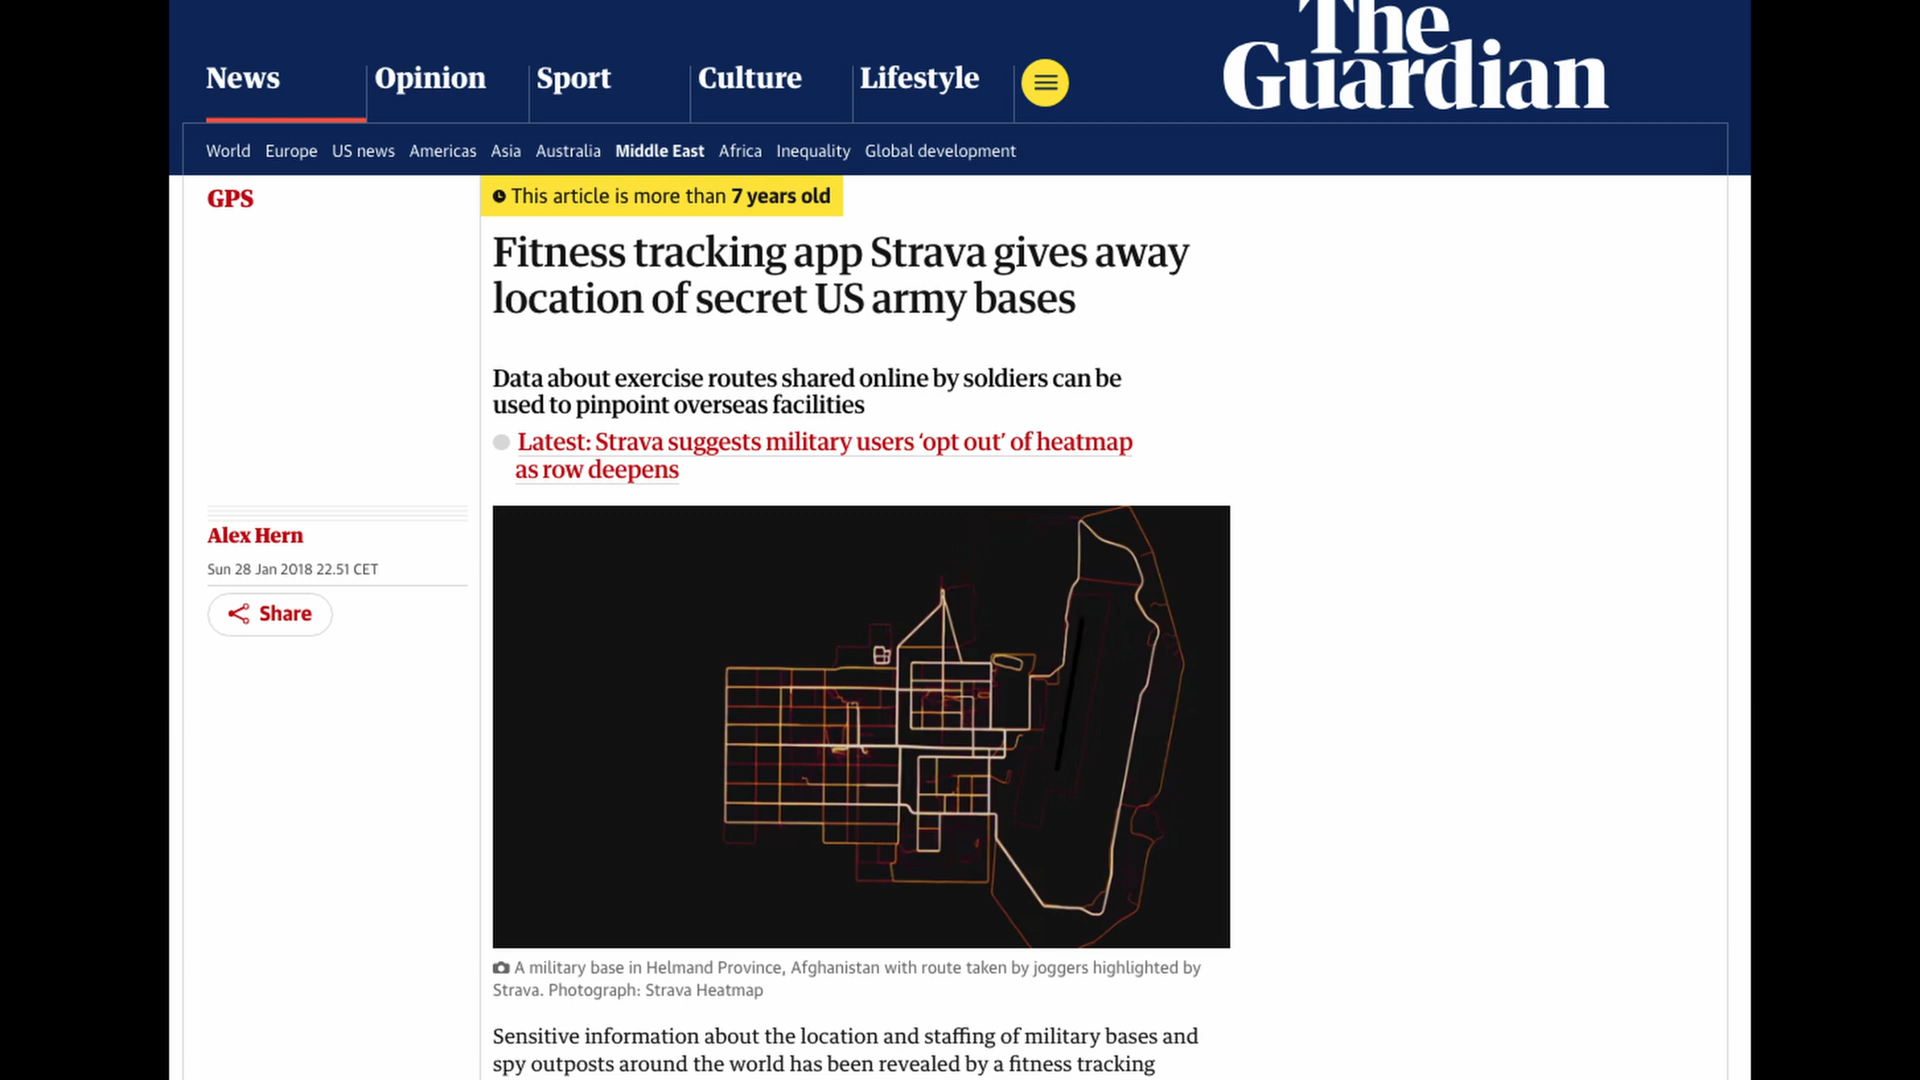 The
Guardian
News
Opinion
Sport
Culture
Lifestyle
World Europe US news Americas Asia Australia Middle East Africa Inequality Global development
GPS
This article is more than 7 years old
Fitness tracking app Strava gives away
location of secret US army bases
Data about exercise routes shared online by soldiers can be
used to pinpoint overseas facilities
Latest: Strava suggests military users ‘opt out’ of heatmap
as row deepens
Alex Hern
Sun 28 Jan 2018 22.51 CET
Share
A military base in Helmand Province, Afghanistan with route taken by joggers highlighted by
Strava. Photograph: Strava Heatmap
Sensitive information about the location and staffing of military bases and
spy outposts around the world has been revealed by a fitness tracking